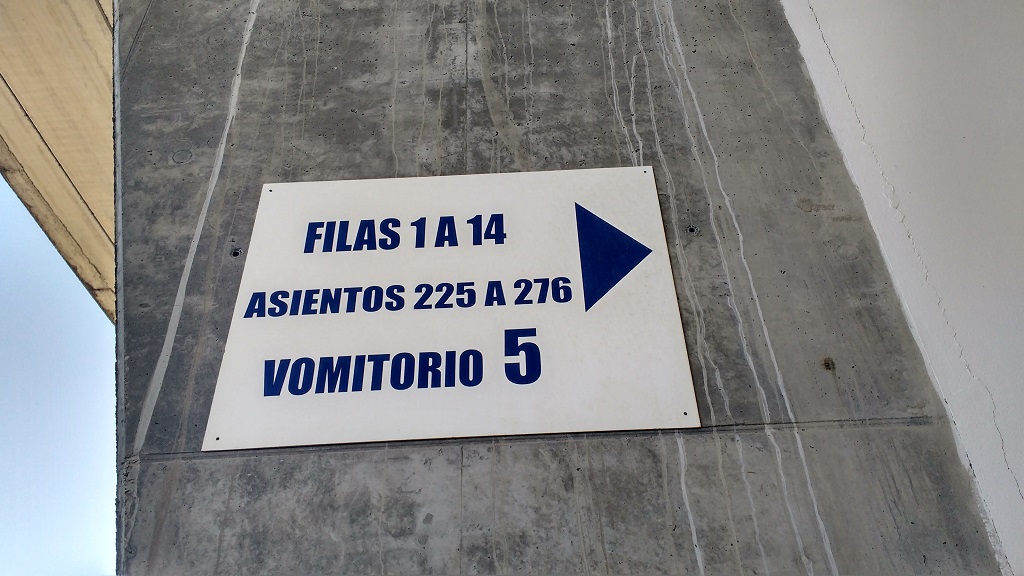 FILAS 1 A 14
ASIENTOS 225 A 276
VOMITORIO 5